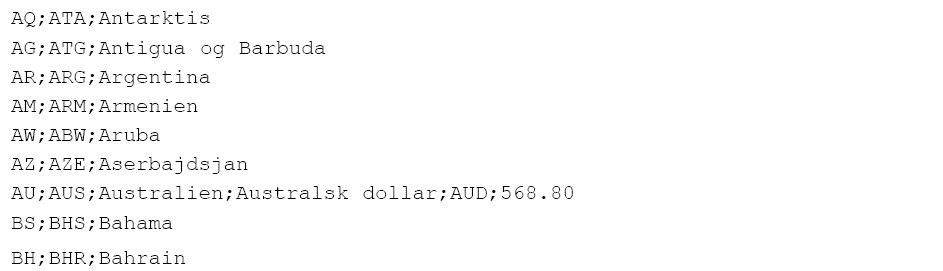 AQ;ATA;Antarktis
AG;ATG;Antigua og Barbuda
AR;ARG;Argentina
AM;ARM;Armenien
AW;ABW;Aruba
AZ;AZE;Aserbajdsjan
AU;AUS;Australien;Australsk dollar;AUD;568.80
BS;BHS;Bahama
BH;BHR;Bahrain